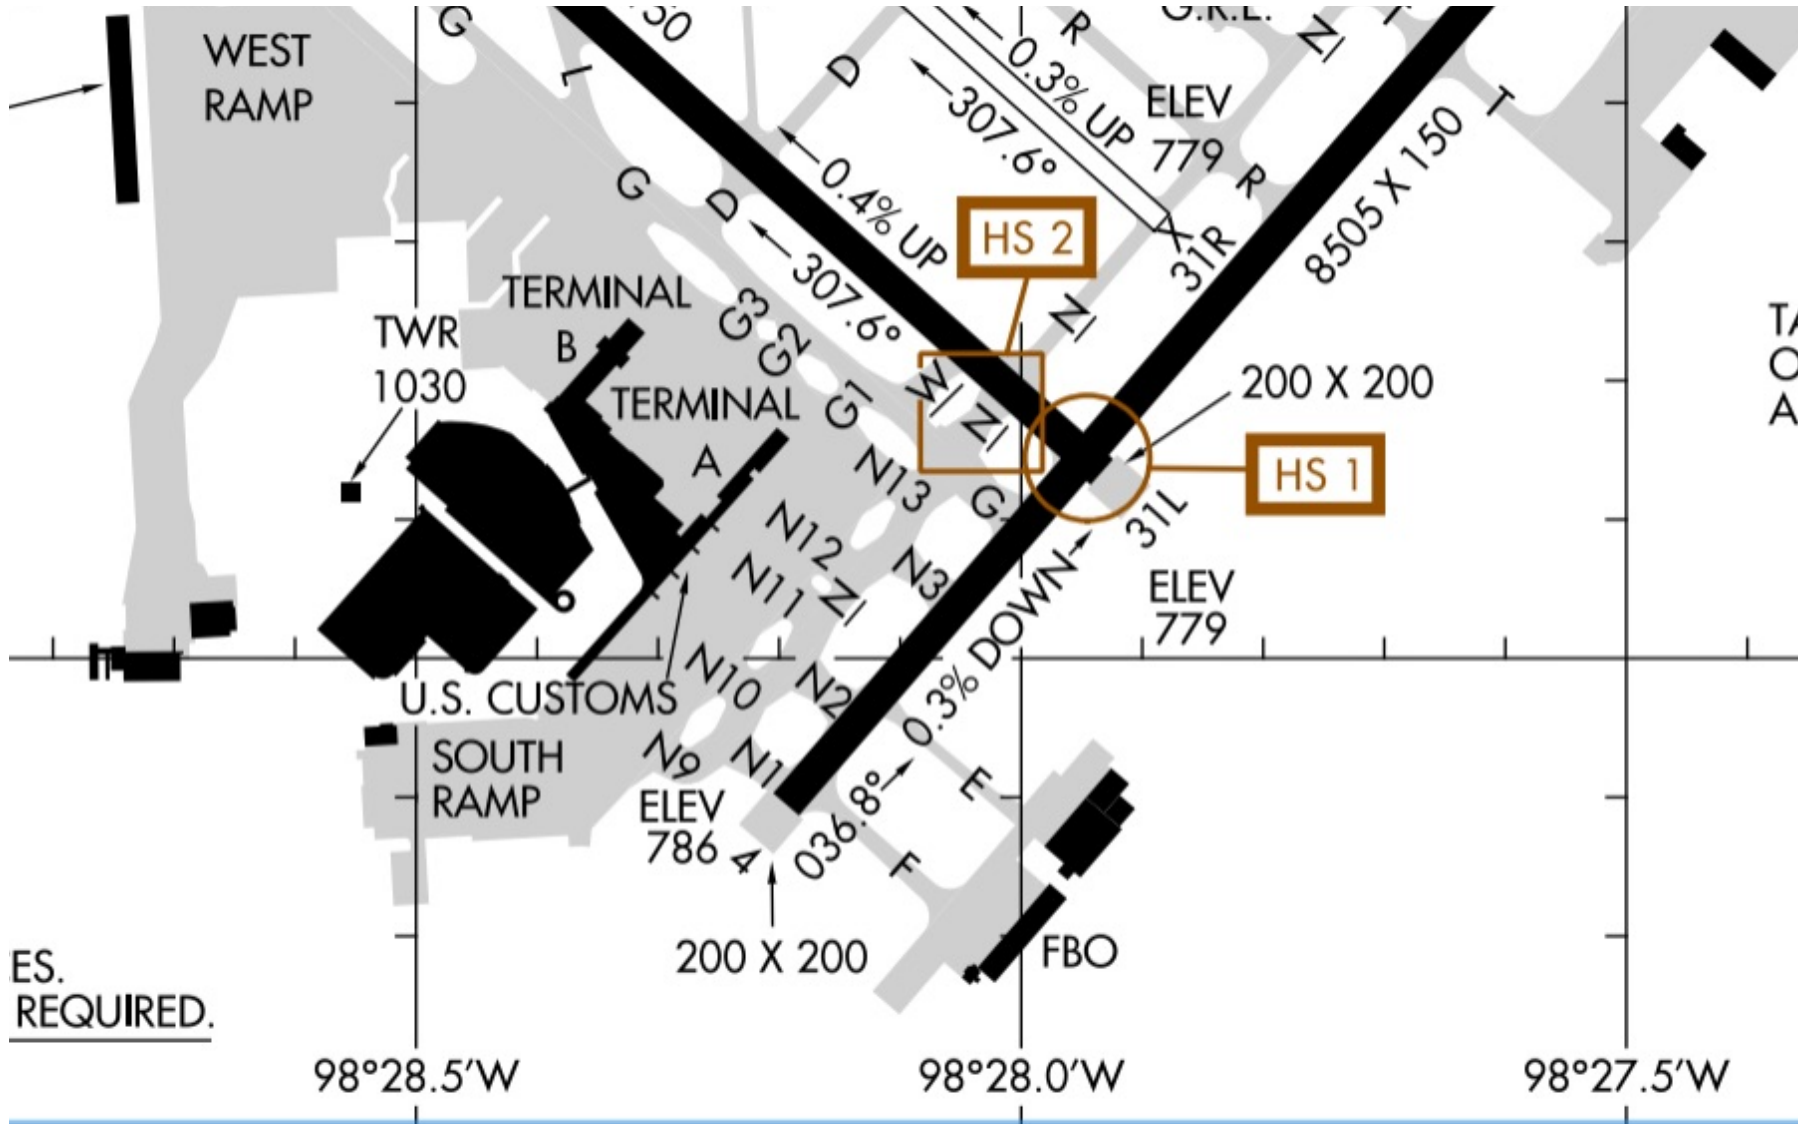 WEST
RAMP
G
L
G
D
D
R
G.R.L.
N
T
T
R
0.3% UP
307.6°
ELEV
779
0.4% UP
307.6°
31R
8505 X 150
HS 2
N
TERMINAL
B
TWR
1030
TERMINAL
A
G3
G2
G1
W
N
200 X 200
HS 1
31L
ELEV
779
N13
N12
N11
N
N3
G
N10
N2
N9
N1
U.S. CUSTOMS
SOUTH
RAMP
ELEV
786
4
036.8°
0.3% DOWN
E
F
200 X 200
FBO
ES.
REQUIRED.
98°28.5'W
98°28.0'W
98°27.5'W